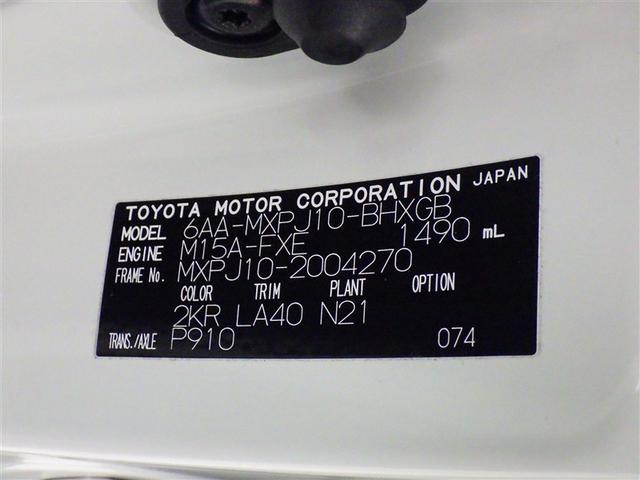 TOYOTA MOTOR CORPORATION JAPAN
MODEL 6AA-MXPJ10-BHXGB
ENGINE M15A-FXE 1490 mL
FRAME No. MXPJ10-2004270
COLOR TRIM PLANT OPTION
2KR LA40 N21
TRANS./AXLE P910 074